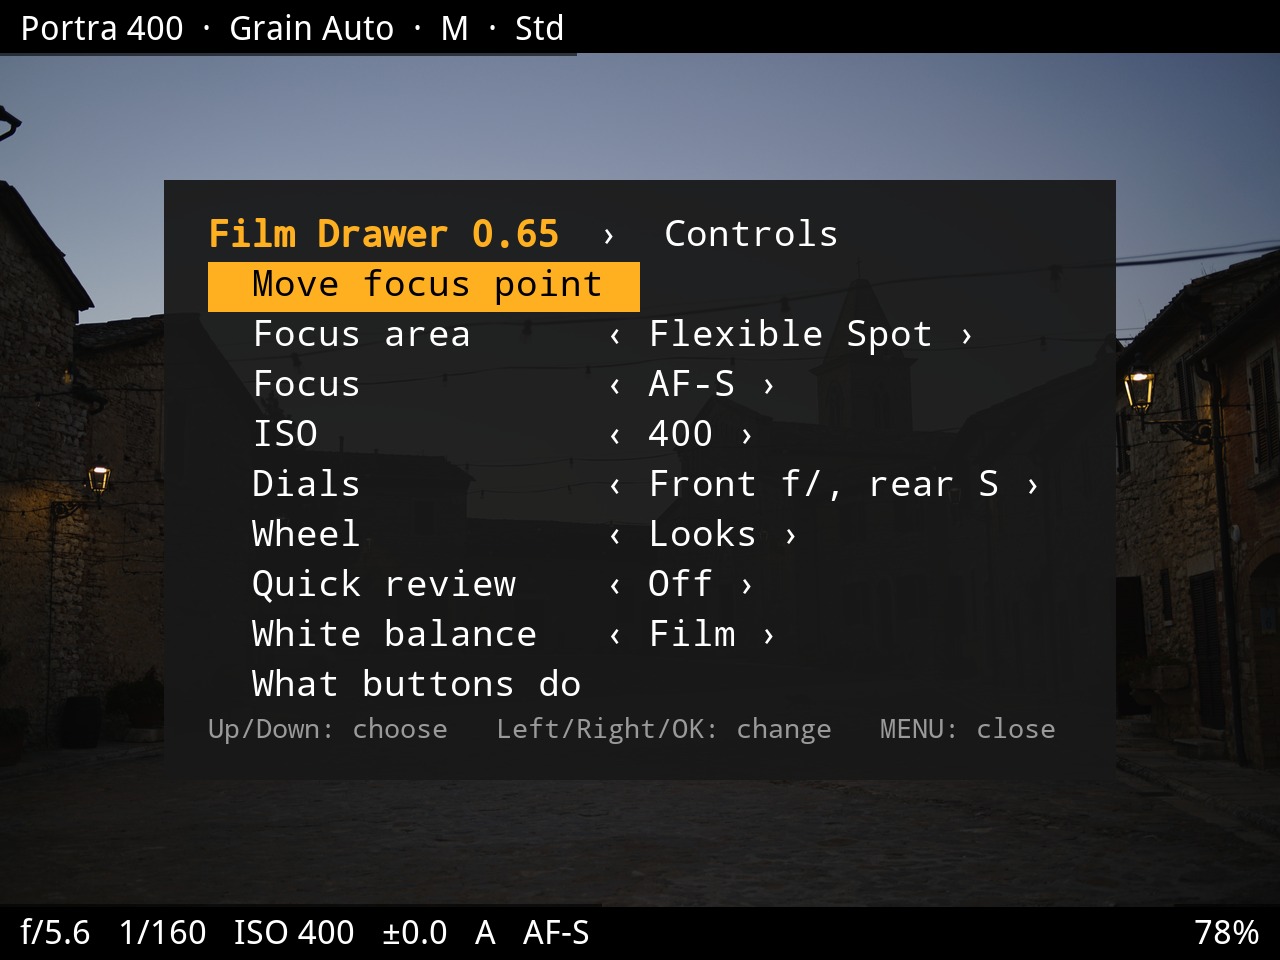 Portra 400 · Grain Auto · M · Std
Film Drawer 0.65 › Controls
Move focus point
Focus area ‹ Flexible Spot ›
Focus ‹ AF-S ›
ISO ‹ 400 ›
Dials ‹ Front f/, rear S ›
Wheel ‹ Looks ›
Quick review ‹ Off ›
White balance ‹ Film ›
What buttons do
Up/Down: choose Left/Right/OK: change MENU: close
f/5.6 1/160 ISO 400 ±0.0 A AF-S 78%